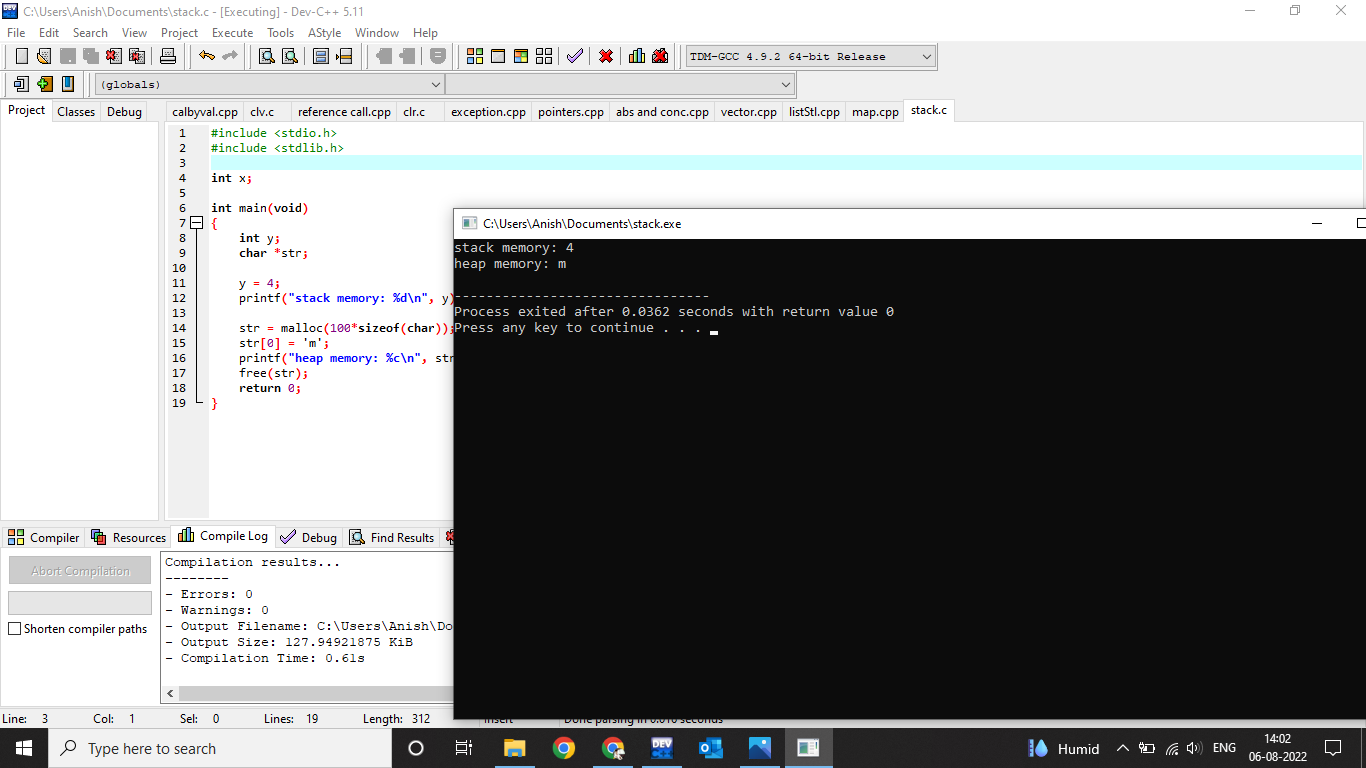 C:\Users\Anish\Documents\stack.c - [Executing] - Dev-C++ 5.11
File Edit Search View Project Execute Tools AStyle Window Help
TDM-GCC 4.9.2 64-bit Release
(globals)
Project Classes Debug
calbyval.cpp clv.c reference call.cpp clr.c exception.cpp pointers.cpp abs and conc.cpp vector.cpp listStl.cpp map.cpp stack.c
1 #include <stdio.h>
2 #include <stdlib.h>
3
4 int x;
5
6 int main(void)
7 {
8 int y;
9 char *str;
10
11 y = 4;
12 printf("stack memory: %d\n", y)
13
14 str = malloc(100*sizeof(char));
15 str[0] = 'm';
16 printf("heap memory: %c\n", str
17 free(str);
18 return 0;
19 }
C:\Users\Anish\Documents\stack.exe
stack memory: 4
heap memory: m
--------------------------------
Process exited after 0.0362 seconds with return value 0
Press any key to continue . . .
Compiler Resources Compile Log Debug Find Results
Abort Compilation
Shorten compiler paths
Compilation results...
--------
- Errors: 0
- Warnings: 0
- Output Filename: C:\Users\Anish\Do
- Output Size: 127.94921875 KiB
- Compilation Time: 0.61s
Line: 3 Col: 1 Sel: 0 Lines: 19 Length: 312 Insert Done parsing in 0.016 seconds
Type here to search
DEV
Humid
ENG
14:02
06-08-2022